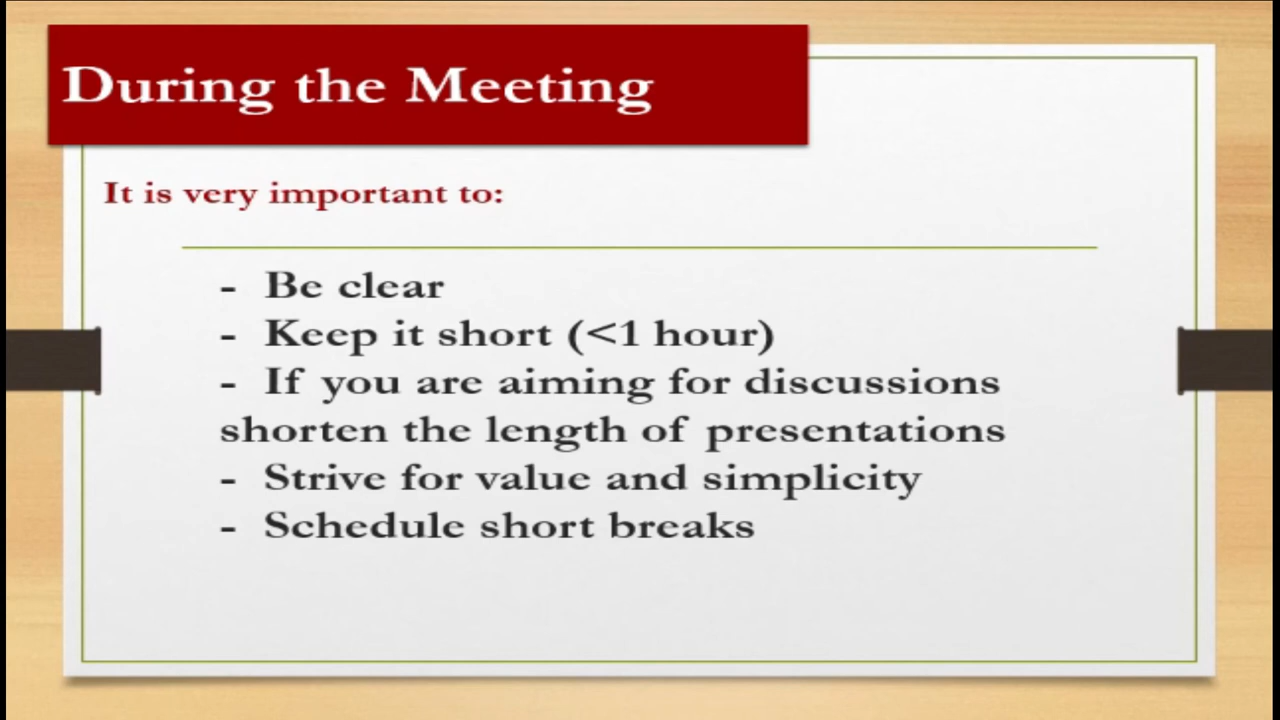 During the Meeting
It is very important to:
- Be clear
- Keep it short (<1 hour)
- If you are aiming for discussions
shorten the length of presentations
- Strive for value and simplicity
- Schedule short breaks